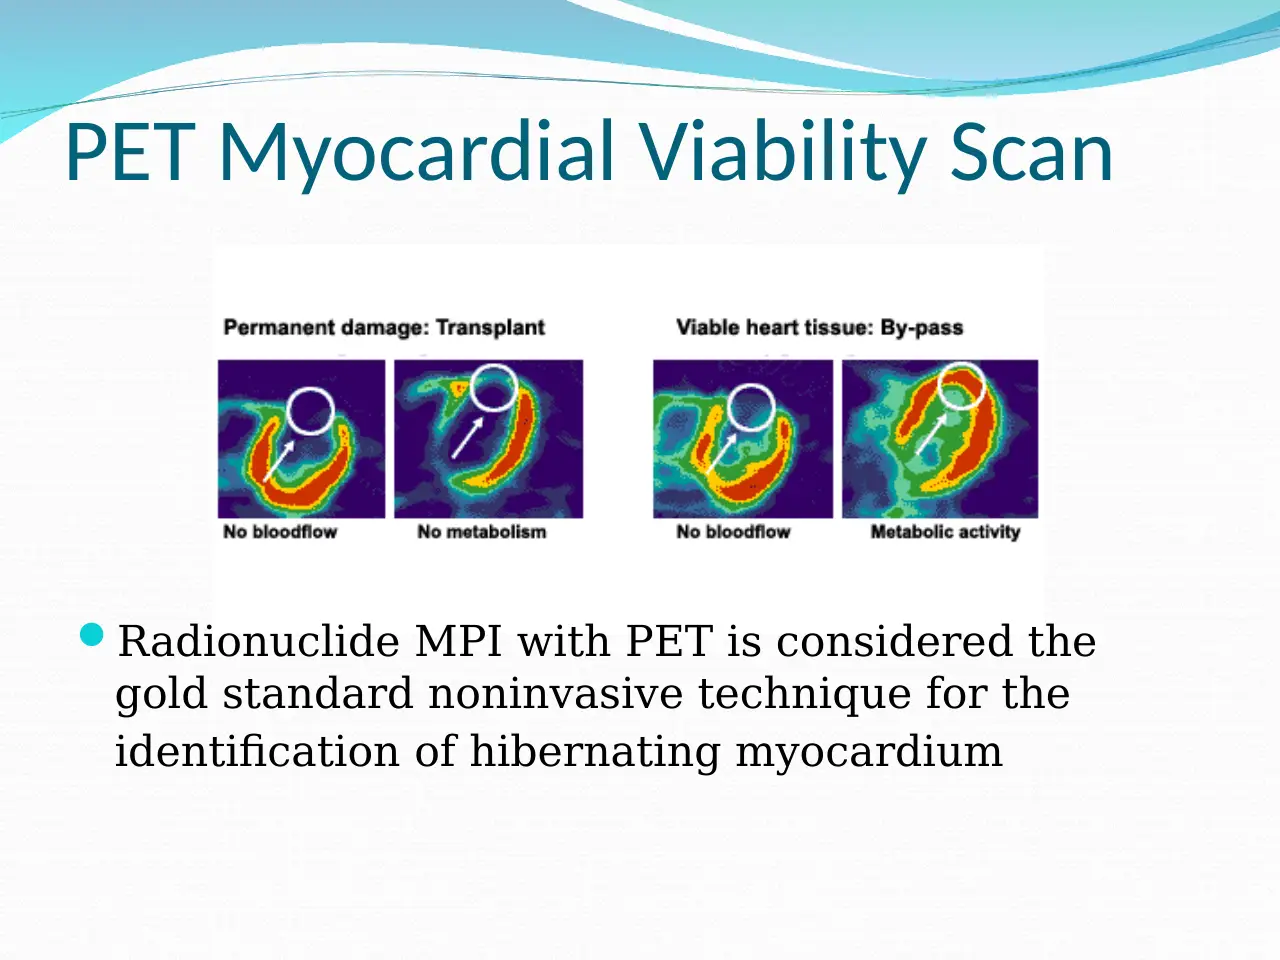 PET Myocardial Viability Scan
Permanent damage: Transplant
Viable heart tissue: By-pass
No bloodflow
No metabolism
No bloodflow
Metabolic activity
Radionuclide MPI with PET is considered the
gold standard noninvasive technique for the
identification of hibernating myocardium